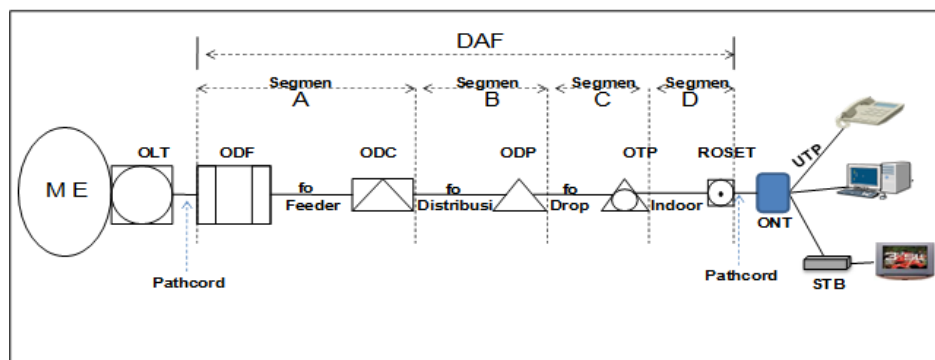 DAF
Segmen A
Segmen B
Segmen C
Segmen D
OLT
ODF
ODC
ODP
OTP
ROSET
M E
fo Feeder
fo Distribusi
fo Drop
Indoor
UTP
ONT
Pathcord
Pathcord
STB